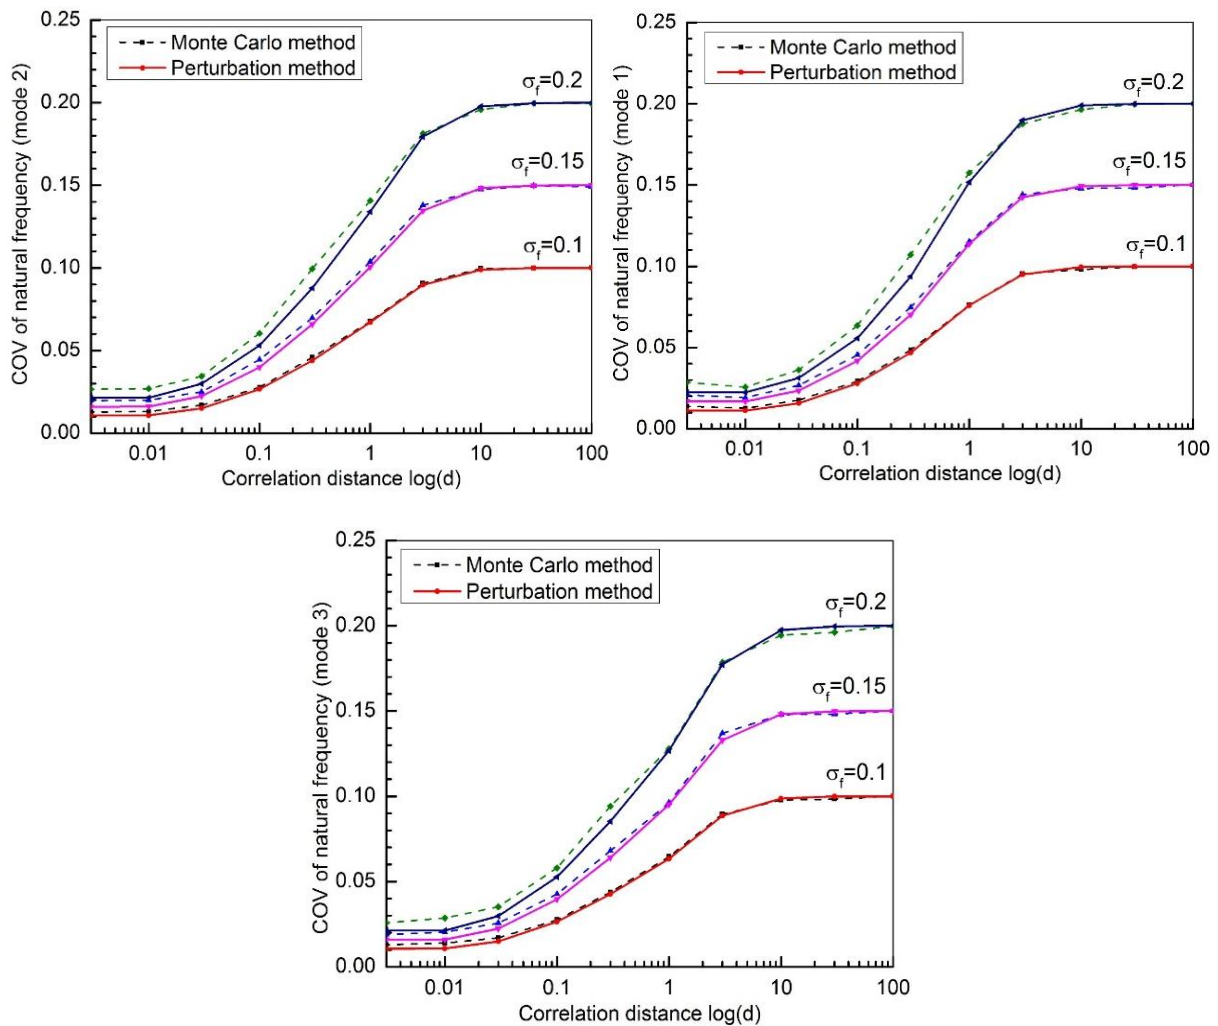 0.25
0.20
0.15
0.10
0.05
0.00
COV of natural frequency (mode 2)
Monte Carlo method
Perturbation method
σf=0.2
σf=0.15
σf=0.1
0.01
0.1
1
10
100
Correlation distance log(d)
0.25
0.20
0.15
0.10
0.05
0.00
COV of natural frequency (mode 1)
Monte Carlo method
Perturbation method
σf=0.2
σf=0.15
σf=0.1
0.01
0.1
1
10
100
Correlation distance log(d)
0.25
0.20
0.15
0.10
0.05
0.00
COV of natural frequency (mode 3)
Monte Carlo method
Perturbation method
σf=0.2
σf=0.15
σf=0.1
0.01
0.1
1
10
100
Correlation distance log(d)